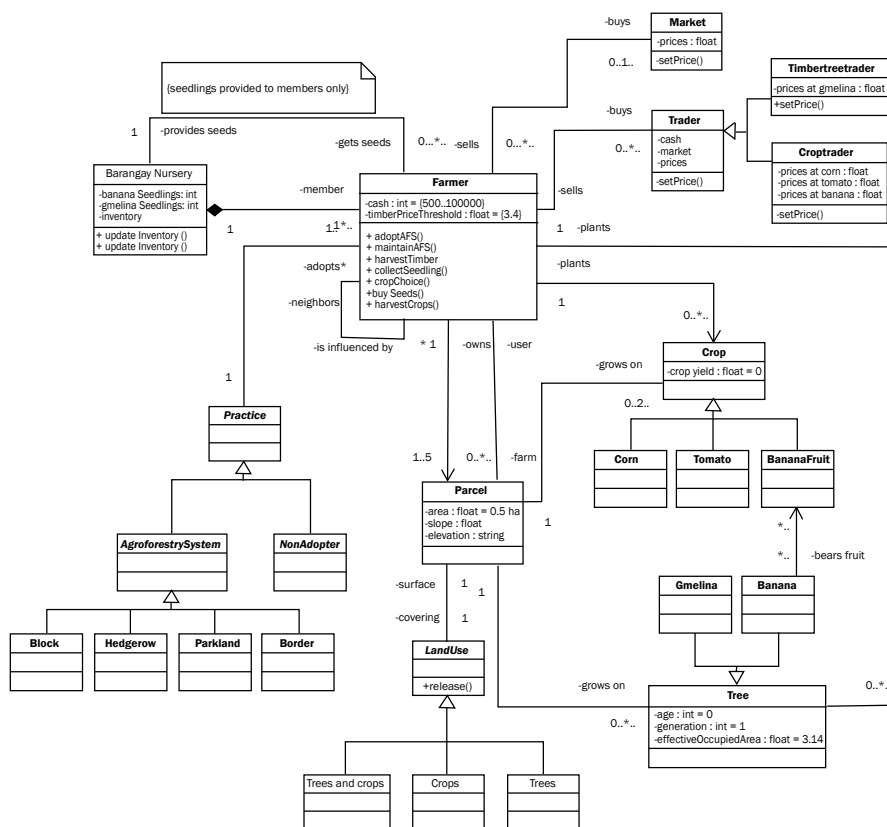 -buys
Market
-prices : float
-setPrice()
0..1..
{seedlings provided to members only}
Timbertreetrader
-prices at gmelina : float
+setPrice()
-buys
1
-provides seeds
-gets seeds
0...*..
-sells
0...*..
0..*..
Trader
-cash
-market
-prices
-setPrice()
Croptrader
-prices at corn : float
-prices at tomato : float
-prices at banana : float
-setPrice()
Barangay Nursery
-banana Seedlings: int
-gmelina Seedlings: int
-inventory
+ update Inventory ()
+ update Inventory ()
-member
1
1..
1*..
Farmer
-cash : int = {500..100000}
-timberPriceThreshold : float = {3.4}
+ adoptAFS()
+ maintainAFS()
+ harvestTimber
+ collectSeedling()
+ cropChoice()
+buy Seeds()
+ harvestCrops()
-sells
1
-plants
-plants
-adopts*
-neighbors
-is influenced by
* 1
-owns
-user
1
0..*..
Crop
-crop yield : float = 0
-grows on
0..2..
1
Practice
Corn
Tomato
BananaFruit
1..5
0..*..
-farm
Parcel
-area : float = 0.5 ha
-slope : float
-elevation : string
1
*..
*..
-bears fruit
AgroforestrySystem
NonAdopter
-surface
1
1
-covering
1
Gmelina
Banana
Block
Hedgerow
Parkland
Border
LandUse
+release()
-grows on
0..*..
Tree
-age : int = 0
-generation : int = 1
-effectiveOccupiedArea : float = 3.14
0..*..
Trees and crops
Crops
Trees